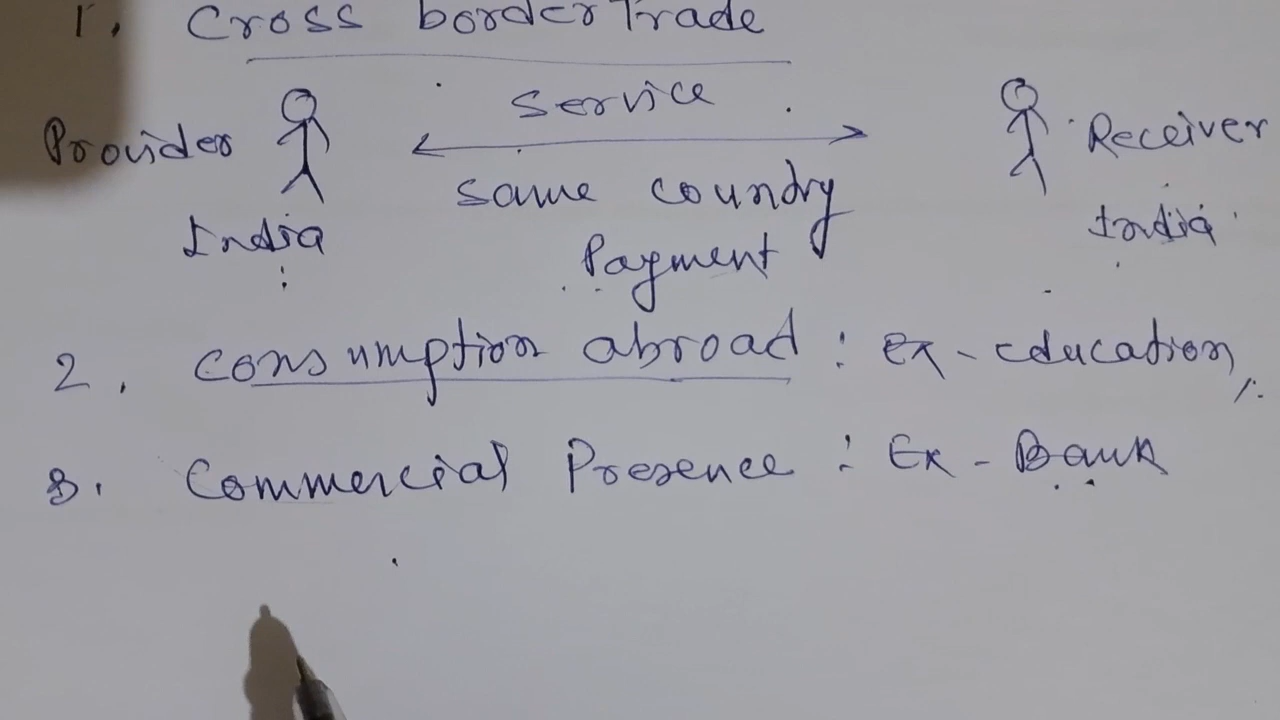 1. Cross border Trade
Provider Service Receiver
India same country India
Payment
2. Consumption abroad : Ex - education,
3. Commercial Presence : Ex - Bank